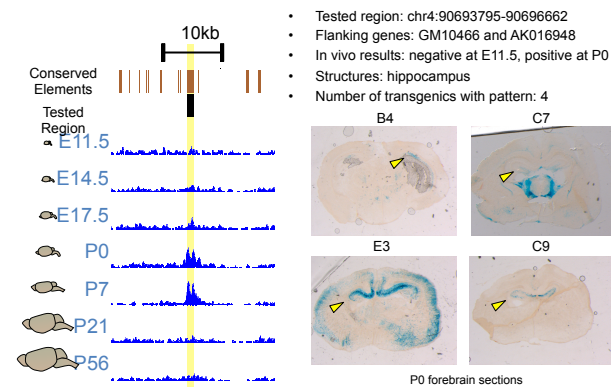 10kb
Conserved
Elements
Tested
Region
E11.5
E14.5
E17.5
P0
P7
P21
P56
• Tested region: chr4:90693795-90696662
• Flanking genes: GM10466 and AK016948
• In vivo results: negative at E11.5, positive at P0
• Structures: hippocampus
• Number of transgenics with pattern: 4
B4 C7
E3 C9
P0 forebrain sections